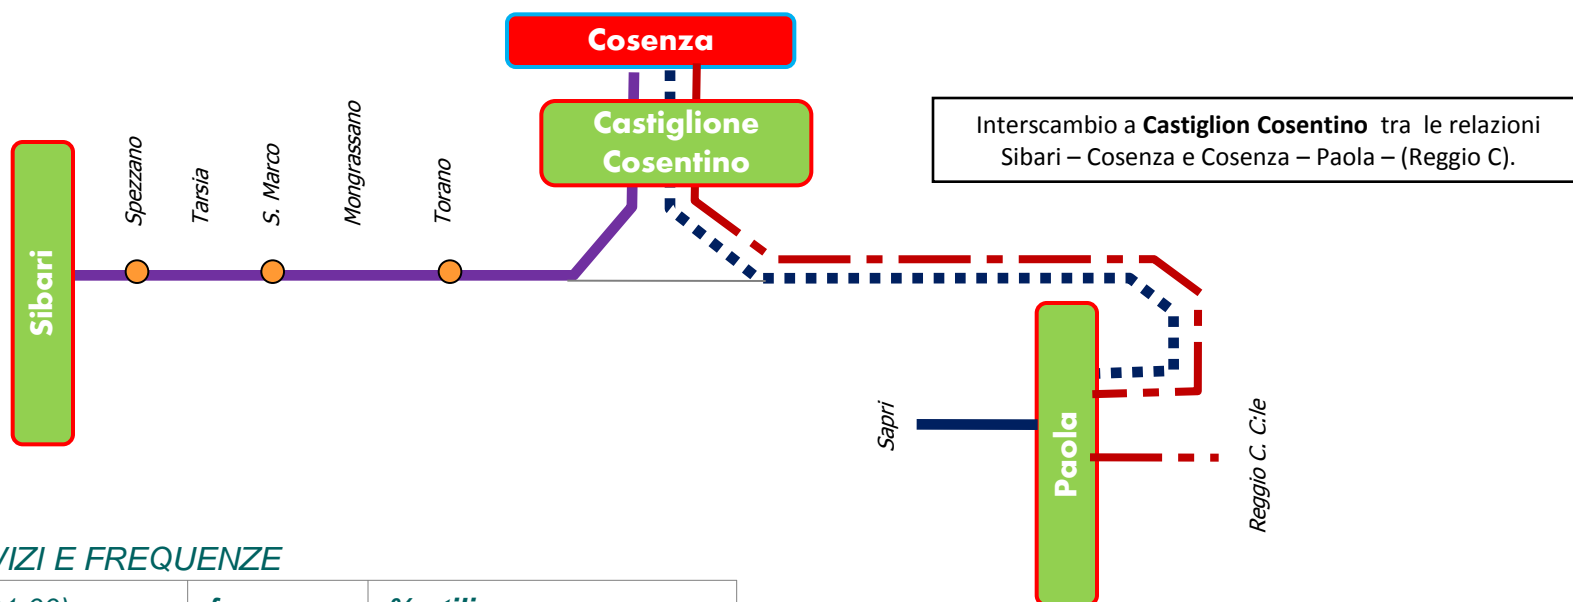 Cosenza
Castiglione
Cosentino
Interscambio a Castiglion Cosentino tra le relazioni
Sibari – Cosenza e Cosenza – Paola – (Reggio C).
Sibari
Spezzano
Tarsia
S. Marco
Mongrassano
Torano
Sapri
Paola
Reggio C. C.le
VIZI E FREQUENZE